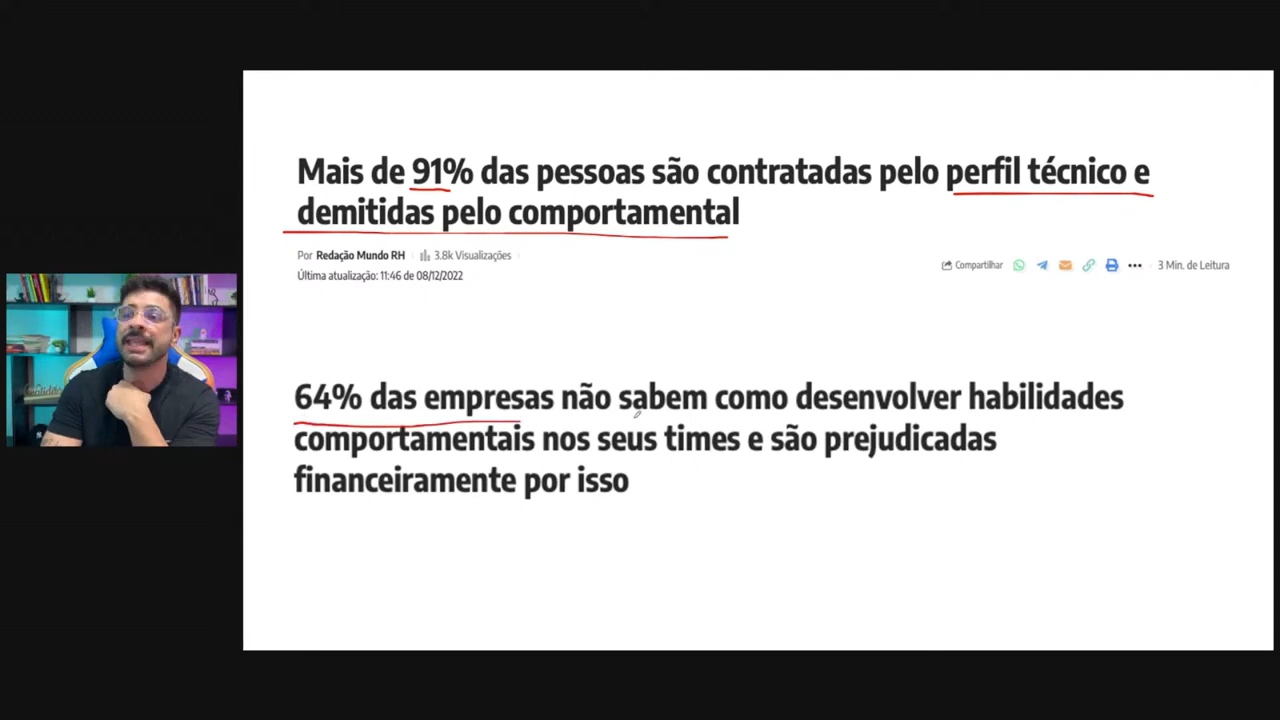 Mais de 91% das pessoas são contratadas pelo perfil técnico e
demitidas pelo comportamental
Por Redação Mundo RH 3.8k Visualizações
Última atualização: 11:46 de 08/12/2022
Compartilhar ••• 3 Min. de Leitura
64% das empresas não sabem como desenvolver habilidades
comportamentais nos seus times e são prejudicadas
financeiramente por isso